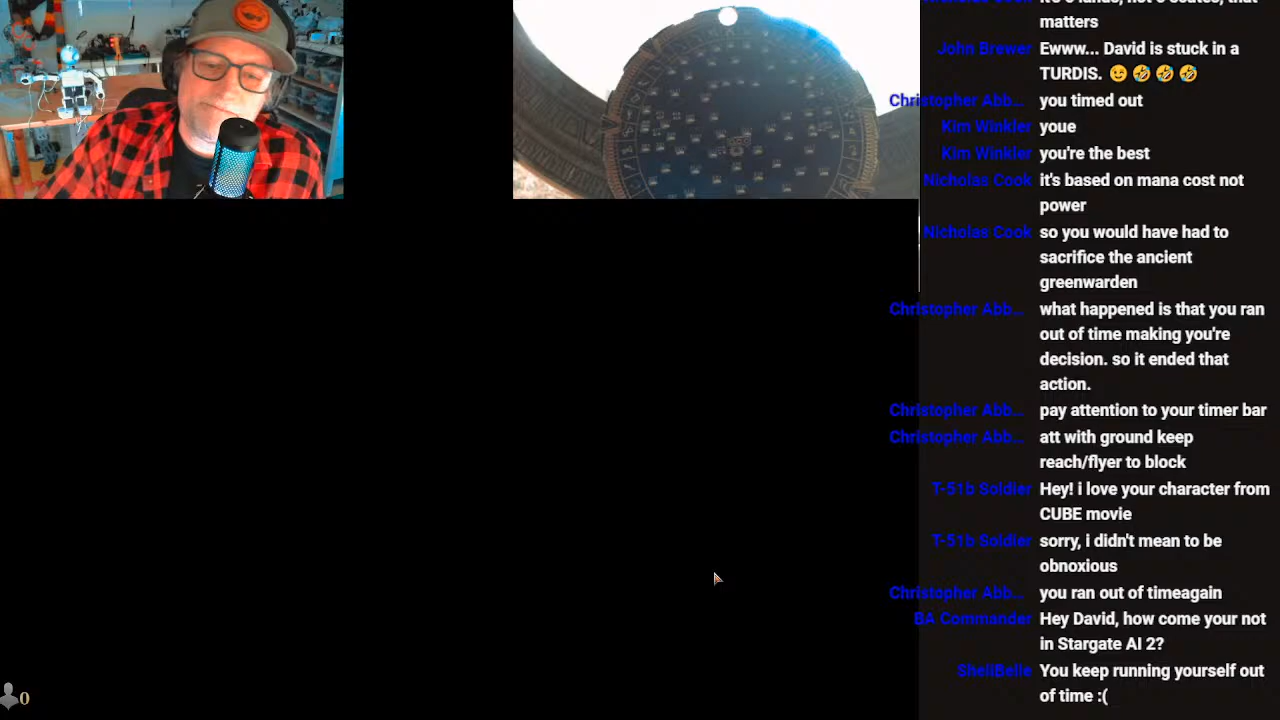 matters
John Brewer Ewww... David is stuck in a
TURDIS. 😉 🤣 🤣 🤣
Christopher Abb... you timed out
Kim Winkler youe
Kim Winkler you're the best
Nicholas Cook it's based on mana cost not
power
Nicholas Cook so you would have had to
sacrifice the ancient
greenwarden
Christopher Abb... what happened is that you ran
out of time making you're
decision. so it ended that
action.
Christopher Abb... pay attention to your timer bar
Christopher Abb... att with ground keep
reach/flyer to block
T-51b Soldier Hey! i love your character from
CUBE movie
T-51b Soldier sorry, i didn't mean to be
obnoxious
Christopher Abb... you ran out of timeagain
BA Commander Hey David, how come your not
in Stargate AI 2?
ShellBelle You keep running yourself out
of time :(
0